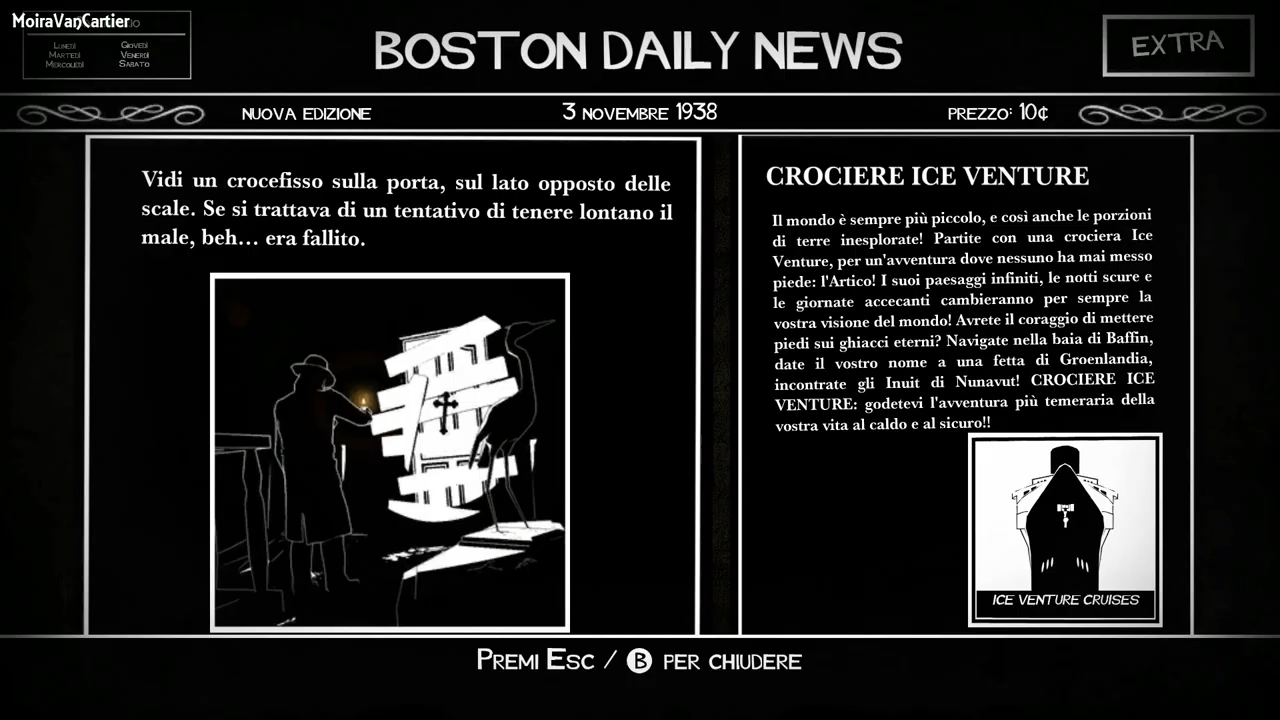 MoiraVanCartier
Lunedì Giovedì
Martedì Venerdì
Mercoledì Sabato
BOSTON DAILY NEWS
EXTRA
NUOVA EDIZIONE
3 NOVEMBRE 1938
PREZZO: 10¢
Vidi un crocefisso sulla porta, sul lato opposto delle
scale. Se si trattava di un tentativo di tenere lontano il
male, beh... era fallito.
CROCIERE ICE VENTURE
Il mondo è sempre più piccolo, e così anche le porzioni
di terre inesplorate! Partite con una crociera Ice
Venture, per un'avventura dove nessuno ha mai messo
piede: l'Artico! I suoi paesaggi infiniti, le notti scure e
le giornate accecanti cambieranno per sempre la
vostra visione del mondo! Avrete il coraggio di mettere
piedi sui ghiacci eterni? Navigate nella baia di Baffin,
date il vostro nome a una fetta di Groenlandia,
incontrate gli Inuit di Nunavut! CROCIERE ICE
VENTURE: godetevi l'avventura più temeraria della
vostra vita al caldo e al sicuro!!
ICE VENTURE CRUISES
Premi Esc / B per chiudere